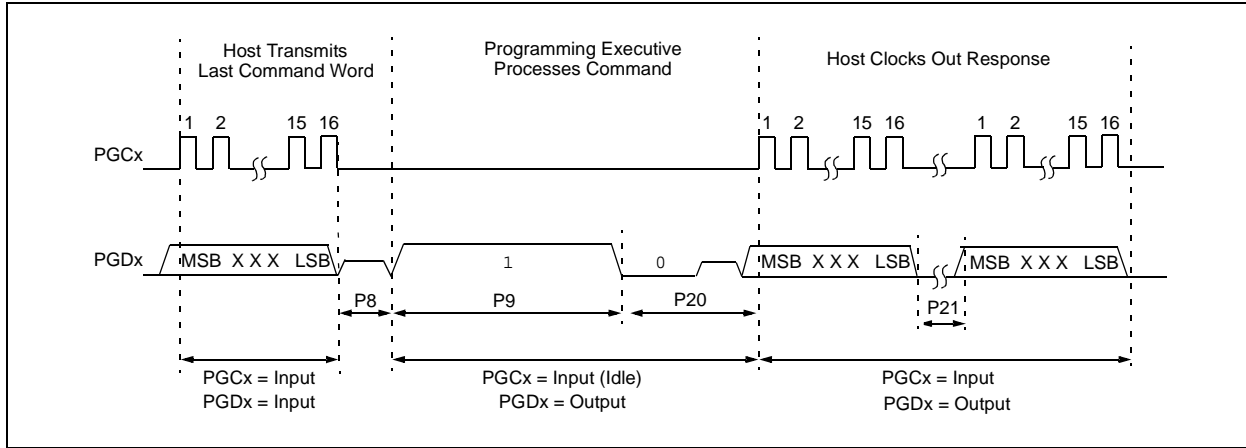 Host Transmits
Last Command Word
Programming Executive
Processes Command
Host Clocks Out Response
1 2 15 16 1 2 15 16 1 2 15 16
PGCx
PGDx
MSB X X X LSB 1 0 MSB X X X LSB MSB X X X LSB
P8 P9 P20 P21
PGCx = Input
PGDx = Input
PGCx = Input (Idle)
PGDx = Output
PGCx = Input
PGDx = Output